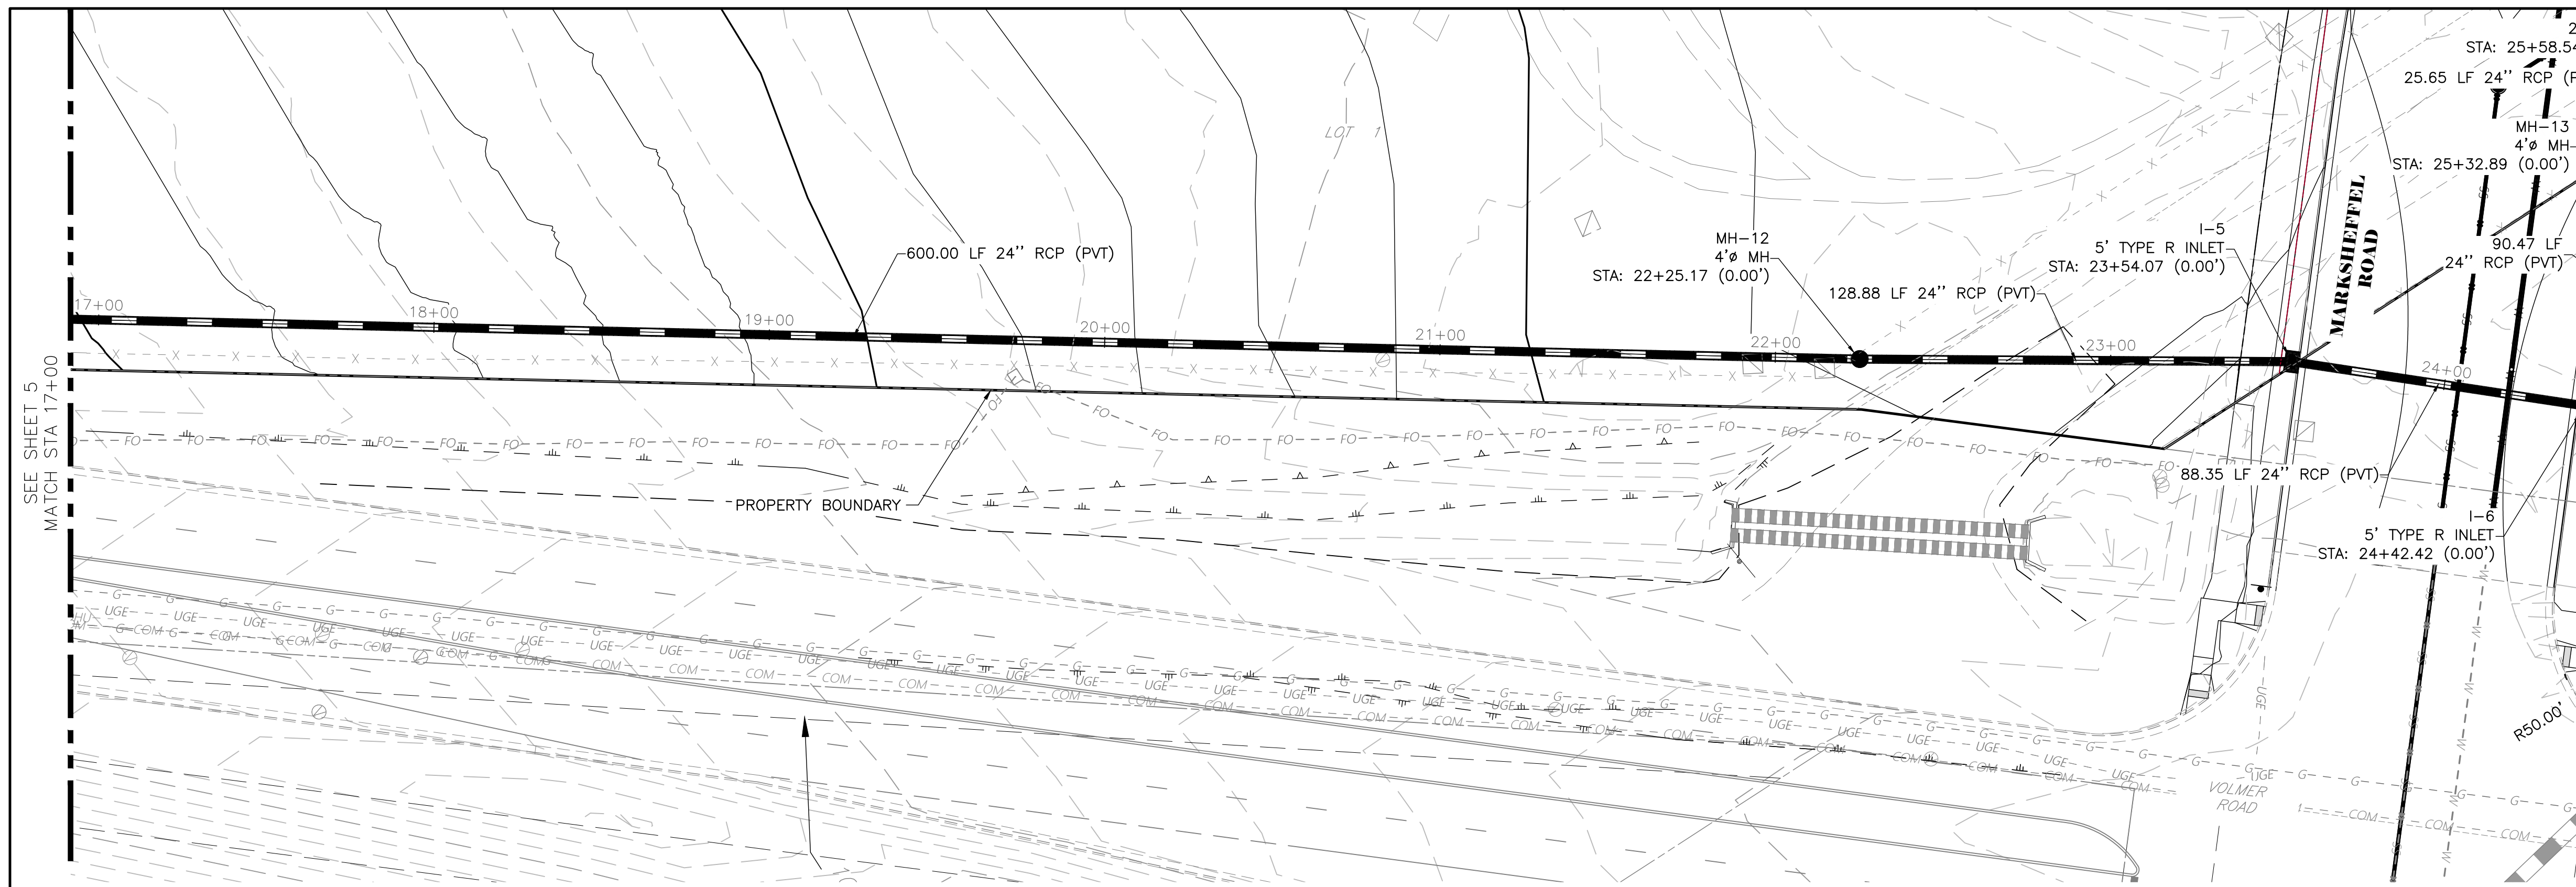 SEE SHEET 5
MATCH STA 17+00
17+00
18+00
19+00
20+00
21+00
22+00
23+00
24+00
600.00 LF 24'' RCP (PVT)
LOT 1
MH-12
4'ø MH
STA: 22+25.17 (0.00')
128.88 LF 24'' RCP (PVT)
I-5
5' TYPE R INLET
STA: 23+54.07 (0.00')
MARKSHEFFEL
ROAD
STA: 25+58.54
25.65 LF 24'' RCP (P
MH-13
4'ø MH
STA: 25+32.89 (0.00')
90.47 LF
24'' RCP (PVT)
88.35 LF 24'' RCP (PVT)
I-6
5' TYPE R INLET
STA: 24+42.42 (0.00')
PROPERTY BOUNDARY
R50.00'
VOLMER
ROAD
FO
UGE
G
COM
X
SS
W